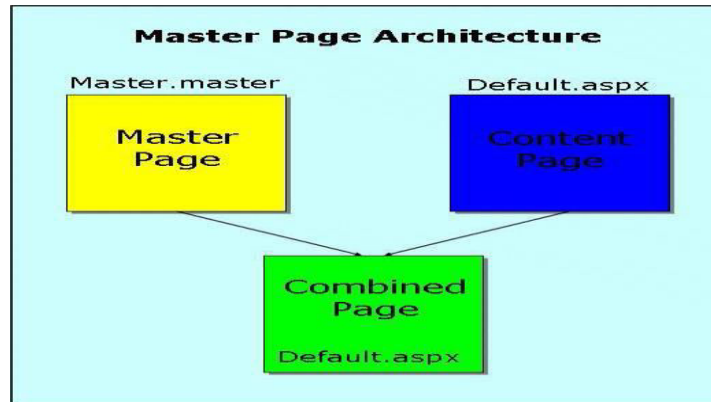 Master Page Architecture
Master.master
Default.aspx
Master
Page
Content
Page
Combined
Page
Default.aspx